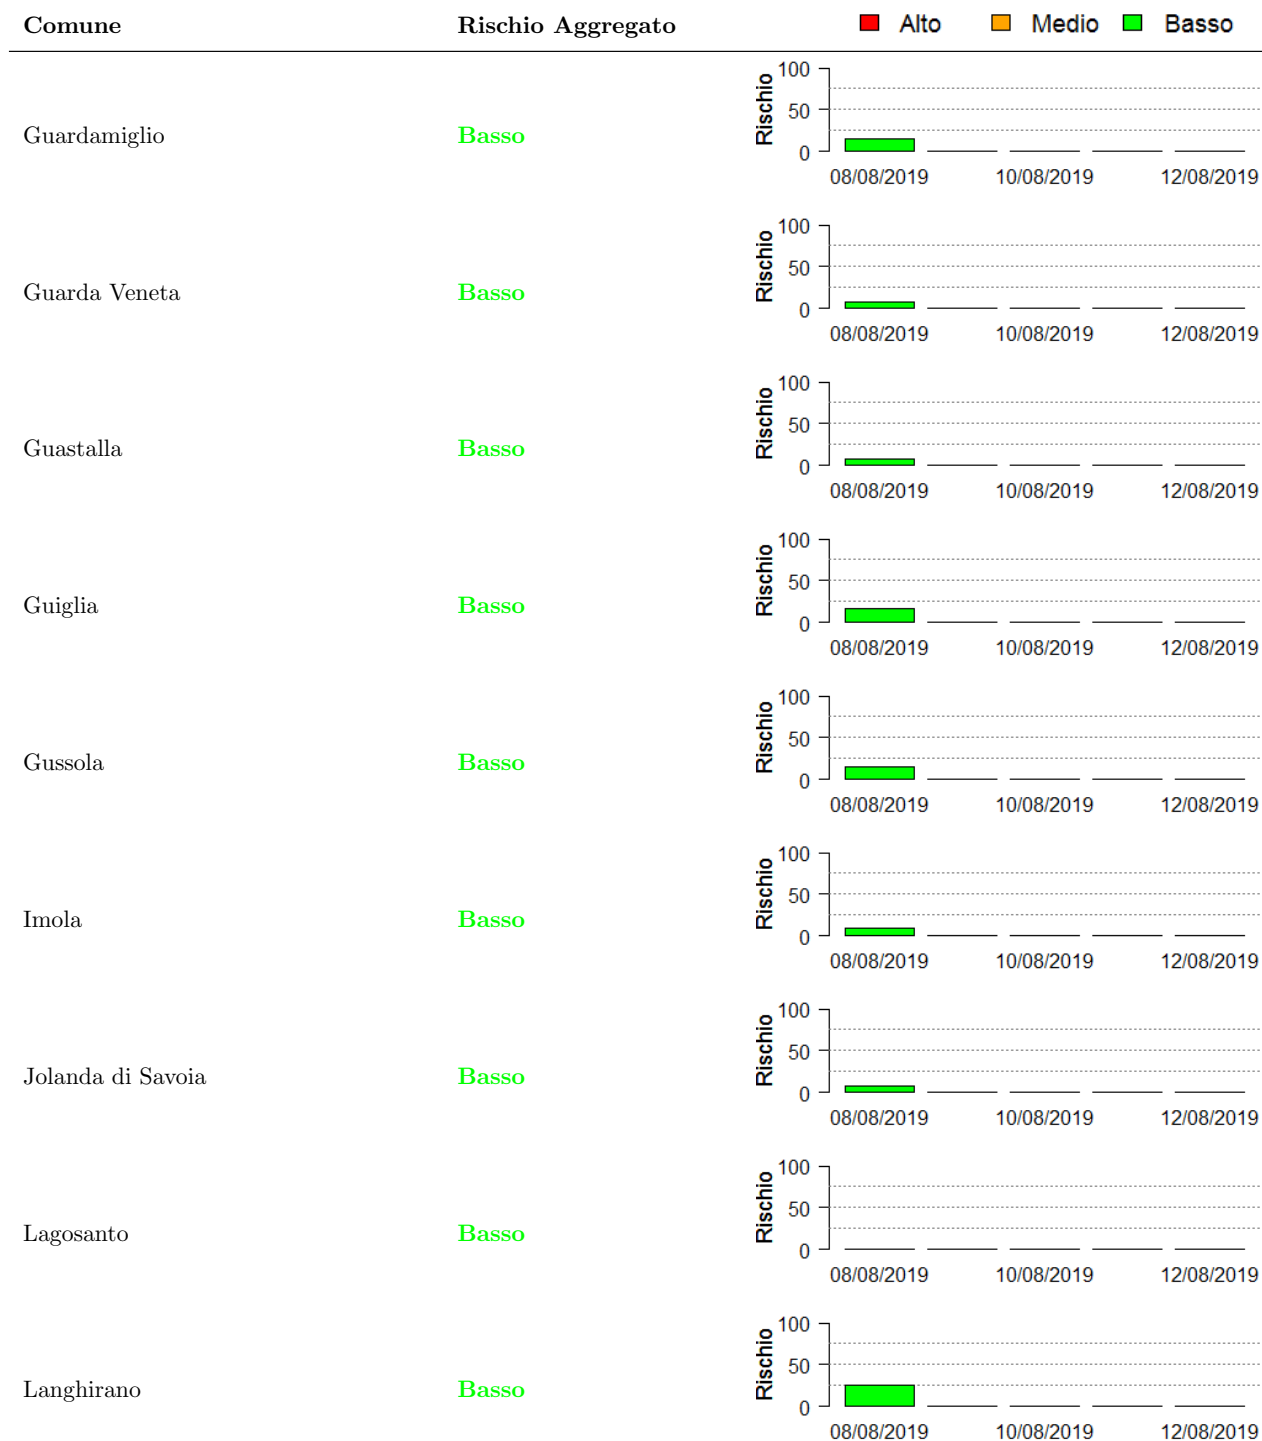 Comune Rischio Aggregato Alto Medio Basso
Guardamiglio Basso
Rischio
100
50
0
08/08/2019 10/08/2019 12/08/2019
Guarda Veneta Basso
Rischio
100
50
0
08/08/2019 10/08/2019 12/08/2019
Guastalla Basso
Rischio
100
50
0
08/08/2019 10/08/2019 12/08/2019
Guiglia Basso
Rischio
100
50
0
08/08/2019 10/08/2019 12/08/2019
Gussola Basso
Rischio
100
50
0
08/08/2019 10/08/2019 12/08/2019
Imola Basso
Rischio
100
50
0
08/08/2019 10/08/2019 12/08/2019
Jolanda di Savoia Basso
Rischio
100
50
0
08/08/2019 10/08/2019 12/08/2019
Lagosanto Basso
Rischio
100
50
0
08/08/2019 10/08/2019 12/08/2019
Langhirano Basso
Rischio
100
50
0
08/08/2019 10/08/2019 12/08/2019